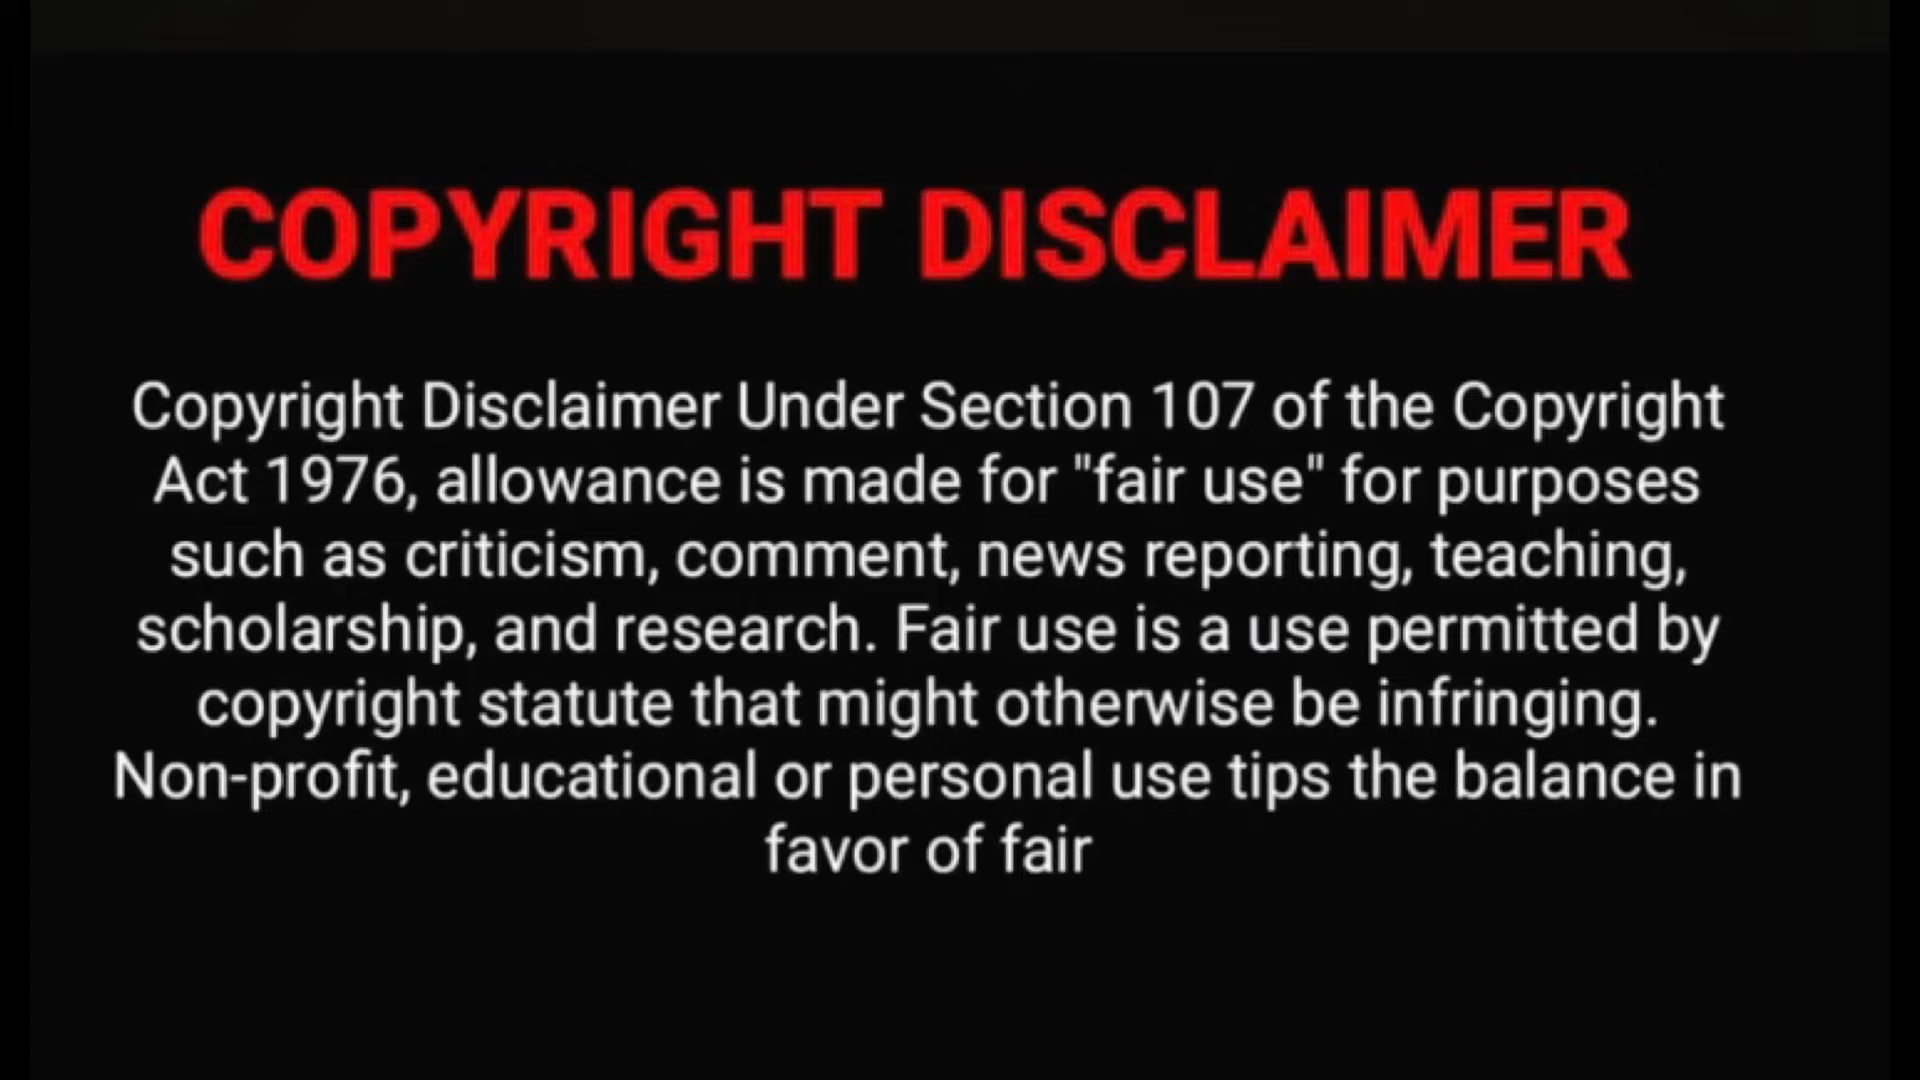 COPYRIGHT DISCLAIMER
Copyright Disclaimer Under Section 107 of the Copyright
Act 1976, allowance is made for "fair use" for purposes
such as criticism, comment, news reporting, teaching,
scholarship, and research. Fair use is a use permitted by
copyright statute that might otherwise be infringing.
Non-profit, educational or personal use tips the balance in
favor of fair